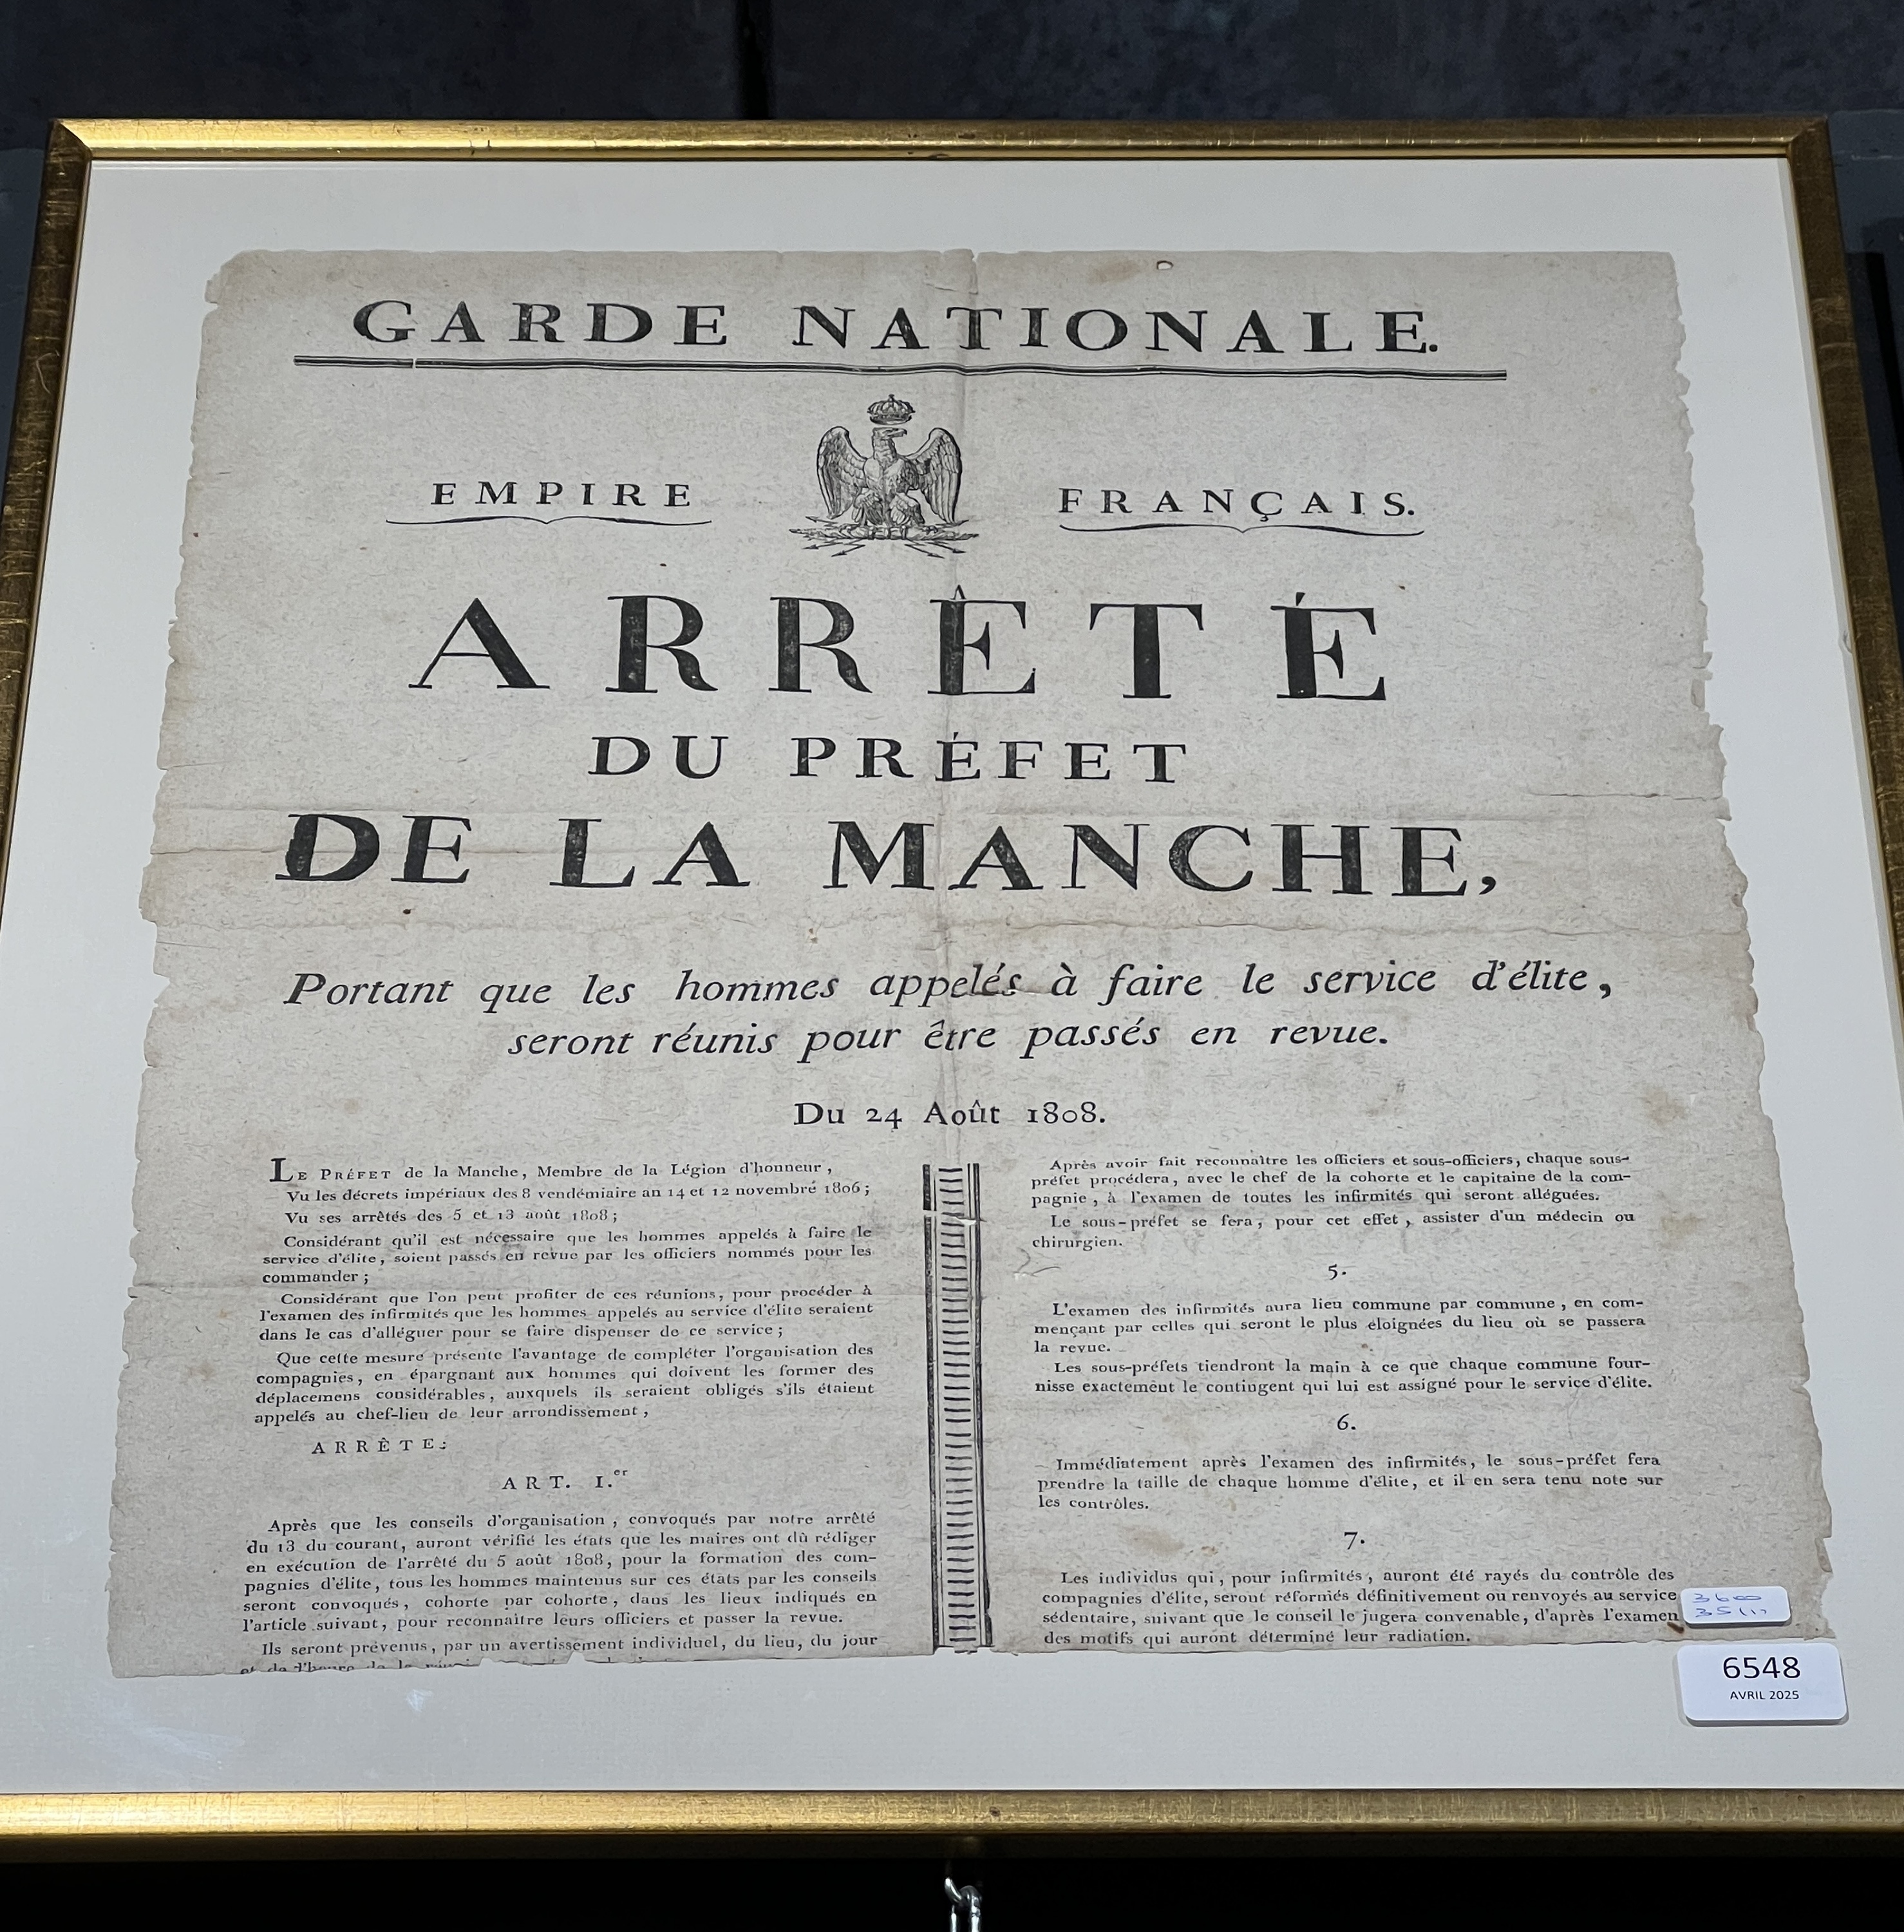 GARDE NATIONALE.
EMPIRE FRANÇAIS.
ARRÊTÉ
DU PRÉFET
DE LA MANCHE,
Portant que les hommes appelés à faire le service d'élite,
seront réunis pour être passés en revue.
Du 24 Août 1808.
LE PRÉFET de la Manche, Membre de la Légion d'honneur,
Vu les décrets impériaux des 8 vendémiaire an 14 et 12 novembre 1806;
Vu ses arrêtés des 5 et 13 août 1808;
Considérant qu'il est nécessaire que les hommes appelés à faire le
service d'élite, soient passés en revue par les officiers nommés pour les
commander;
Considérant que l'on peut profiter de ces réunions, pour procéder à
l'examen des infirmités que les hommes appelés au service d'élite seraient
dans le cas d'alléguer pour se faire dispenser de ce service;
Que cette mesure présente l'avantage de compléter l'organisation des
compagnies, en épargnant aux hommes qui doivent les former des
déplacemens considérables, auxquels ils seraient obligés s'ils étaient
appelés au chef-lieu de leur arrondissement,
ARRÊTE:
ART. I.er
Après que les conseils d'organisation, convoqués par notre arrêté
du 13 du courant, auront vérifié les états que les maires ont dû rédiger
en exécution de l'arrêté du 5 août 1808, pour la formation des com-
pagnies d'élite, tous les hommes maintenus sur ces états par les conseils
seront convoqués, cohorte par cohorte, dans les lieux indiqués en
l'article suivant, pour reconnaître leurs officiers et passer la revue.
Ils seront prévenus, par un avertissement individuel, du lieu, du jour
et de l'heure de la
Après avoir fait reconnaître les officiers et sous-officiers, chaque sous-
préfet procédera, avec le chef de la cohorte et le capitaine de la com-
pagnie, à l'examen de toutes les infirmités qui seront alléguées.
Le sous-préfet se fera, pour cet effet, assister d'un médecin ou
chirurgien.
5.
L'examen des infirmités aura lieu commune par commune, en com-
mençant par celles qui seront le plus éloignées du lieu où se passera
la revue.
Les sous-préfets tiendront la main à ce que chaque commune four-
nisse exactement le contingent qui lui est assigné pour le service d'élite.
6.
Immédiatement après l'examen des infirmités, le sous-préfet fera
prendre la taille de chaque homme d'élite, et il en sera tenu note sur
les contrôles.
7.
Les individus qui, pour infirmités, auront été rayés du contrôle des
compagnies d'élite, seront réformés définitivement ou renvoyés au service
sédentaire, suivant que le conseil le jugera convenable, d'après l'examen
des motifs qui auront déterminé leur radiation.
3600
6548
AVRIL 2025